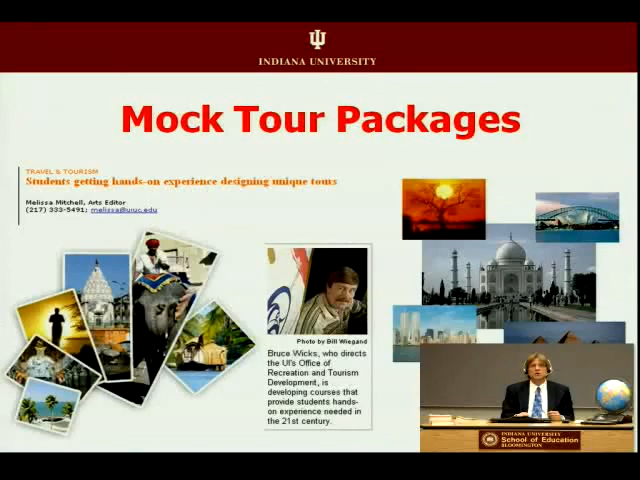 INDIANA UNIVERSITY
Mock Tour Packages
TRAVEL & TOURISM
Students getting hands-on experience designing unique tours
Melissa Mitchell, Arts Editor
(217) 333-5491; melissa@uiuc.edu
Photo by Bill Wiegand
Bruce Wicks, who directs
the UI's Office of
Recreation and Tourism
Development, is
developing courses that
provide students hands-
on experience needed in
the 21st century.
INDIANA UNIVERSITY
School of Education
BLOOMINGTON